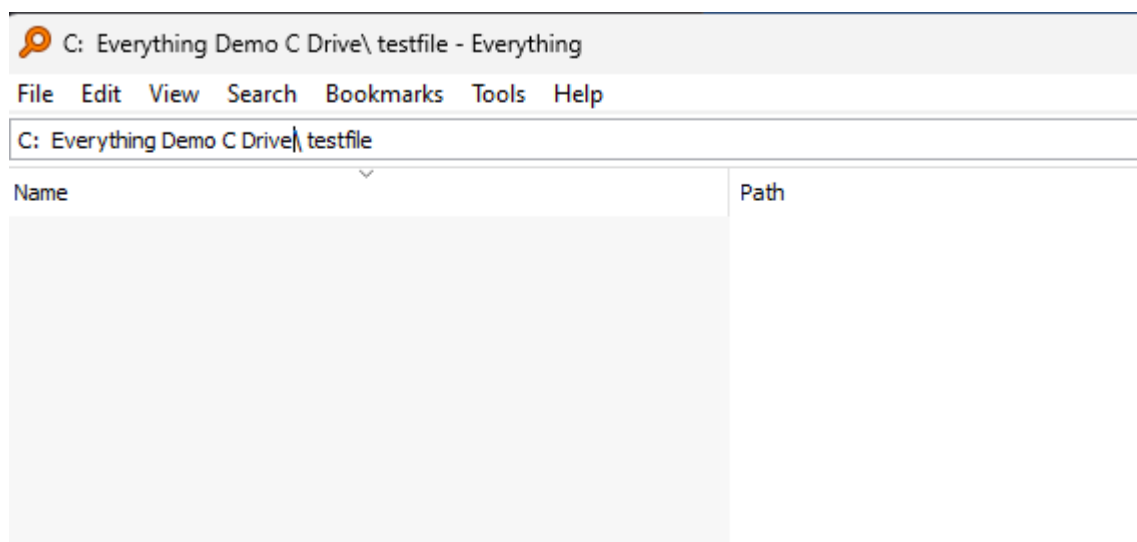 C:  Everything Demo C Drive\ testfile - Everything
File Edit View Search Bookmarks Tools Help
C:  Everything Demo C Drive\ testfile
Name Path